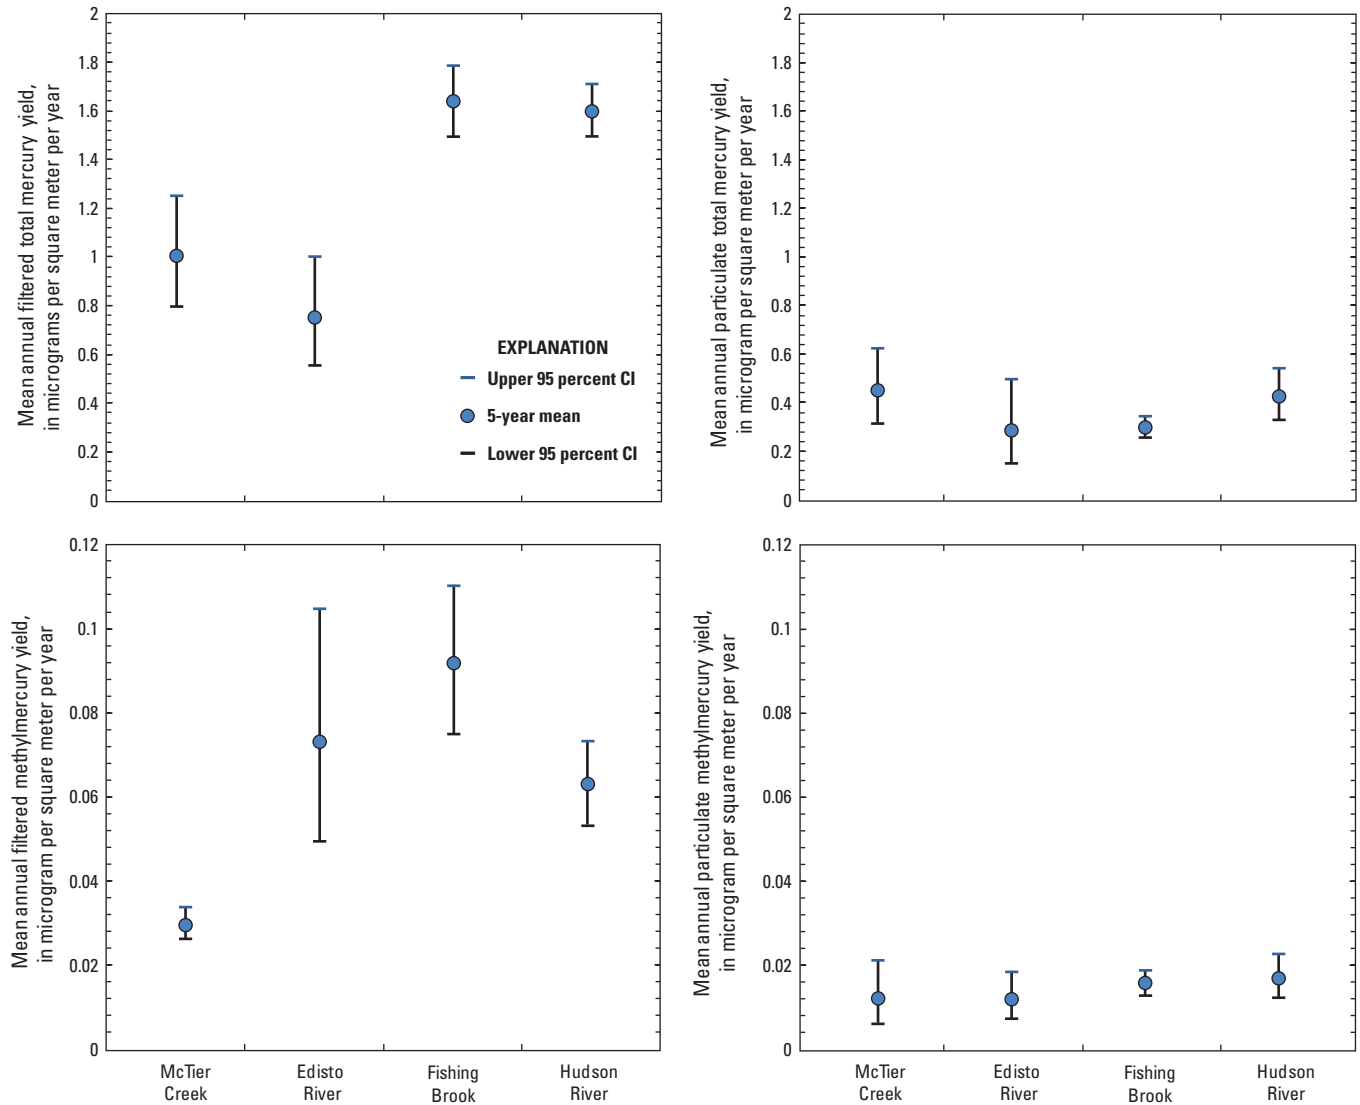 Mean annual filtered total mercury yield,
in micrograms per square meter per year
2
1.8
1.6
1.4
1.2
1
0.8
0.6
0.4
0.2
0
EXPLANATION
Upper 95 percent CI
5-year mean
Lower 95 percent CI
Mean annual particulate total mercury yield,
in microgram per square meter per year
2
1.8
1.6
1.4
1.2
1
0.8
0.6
0.4
0.2
0
Mean annual filtered methylmercury yield,
in microgram per square meter per year
0.12
0.1
0.08
0.06
0.04
0.02
0
McTier
Creek
Edisto
River
Fishing
Brook
Hudson
River
Mean annual particulate methylmercury yield,
in microgram per square meter per year
0.12
0.1
0.08
0.06
0.04
0.02
0
McTier
Creek
Edisto
River
Fishing
Brook
Hudson
River